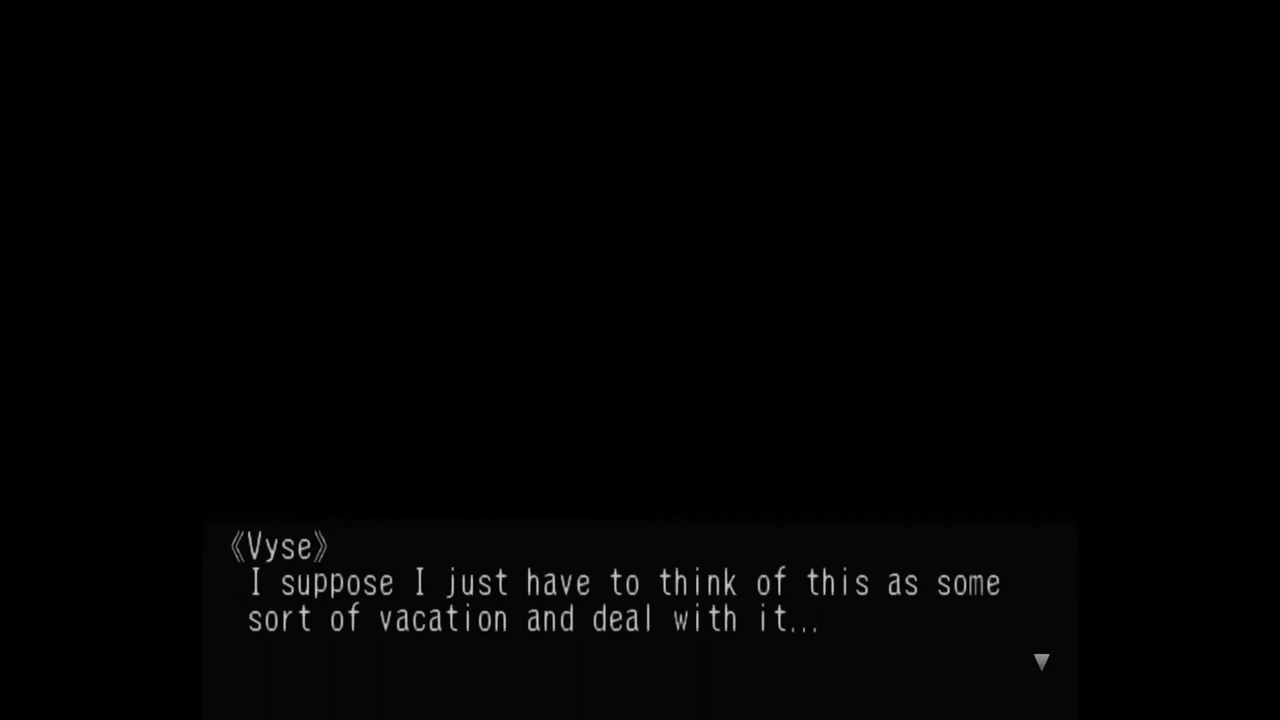 《Vyse》
I suppose I just have to think of this as some
sort of vacation and deal with it...